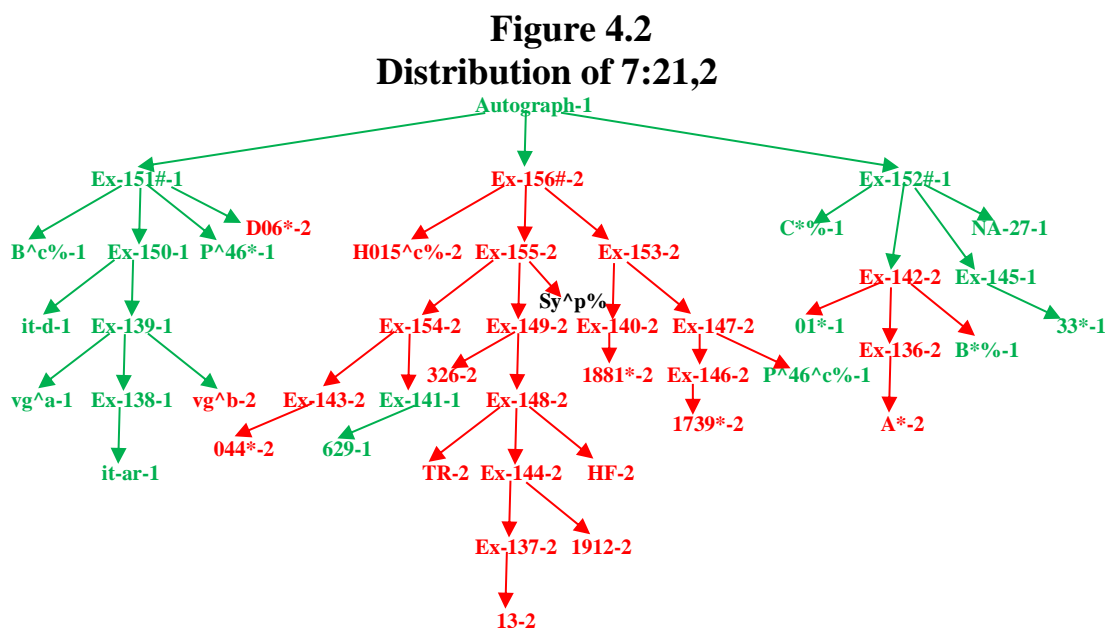 Figure 4.2
Distribution of 7:21,2
Autograph-1
Ex-151#-1 Ex-156#-2 Ex-152#-1
B^c%-1 Ex-150-1 P^46*-1 D06*-2 H015^c%-2 Ex-155-2 Ex-153-2 C*%-1 NA-27-1
Ex-142-2 Ex-145-1
Sy^p%
it-d-1 Ex-139-1 Ex-154-2 Ex-149-2 Ex-140-2 Ex-147-2 01*-1 33*-1
Ex-136-2 B*%-1
326-2 1881*-2 Ex-146-2 P^46^c%-1
vg^a-1 Ex-138-1 vg^b-2 Ex-143-2 Ex-141-1 Ex-148-2
1739*-2 A*-2
044*-2 629-1
it-ar-1 TR-2 Ex-144-2 HF-2
Ex-137-2 1912-2
13-2